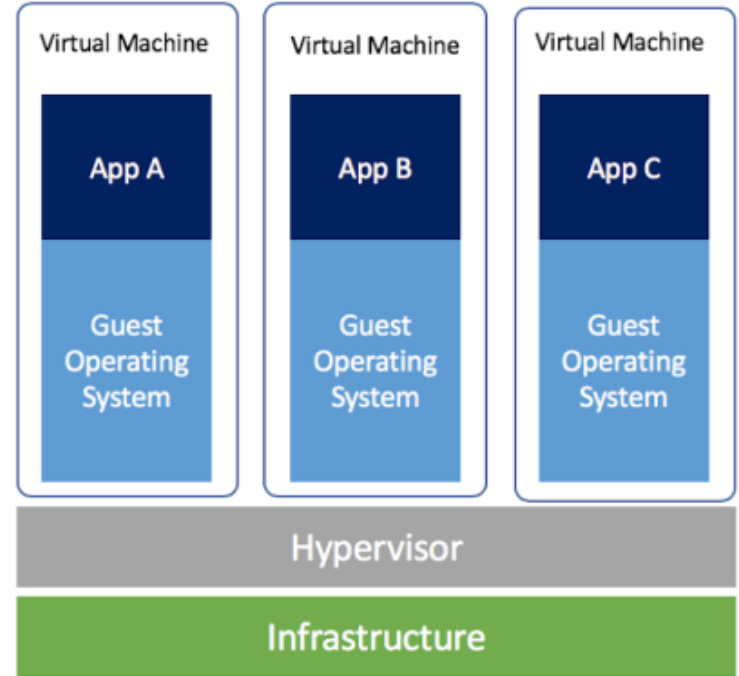 Virtual Machine
Virtual Machine
Virtual Machine
App A
App B
App C
Guest
Operating
System
Guest
Operating
System
Guest
Operating
System
Hypervisor
Infrastructure